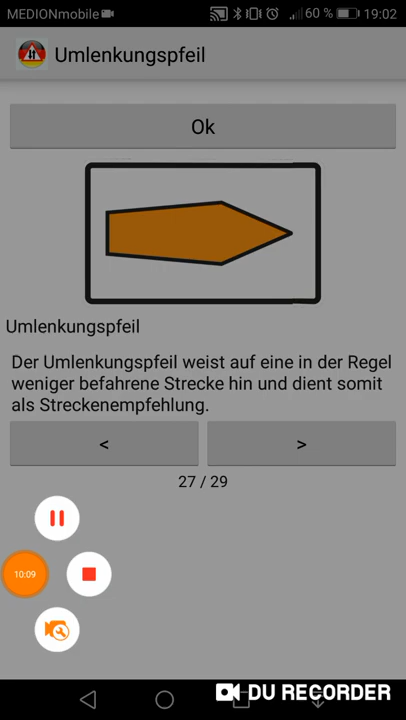 MEDIONmobile 60 % 19:02
Umlenkungspfeil
Ok
Umlenkungspfeil
Der Umlenkungspfeil weist auf eine in der Regel
weniger befahrene Strecke hin und dient somit
als Streckenempfehlung.
< >
27 / 29
10:09
DU RECORDER